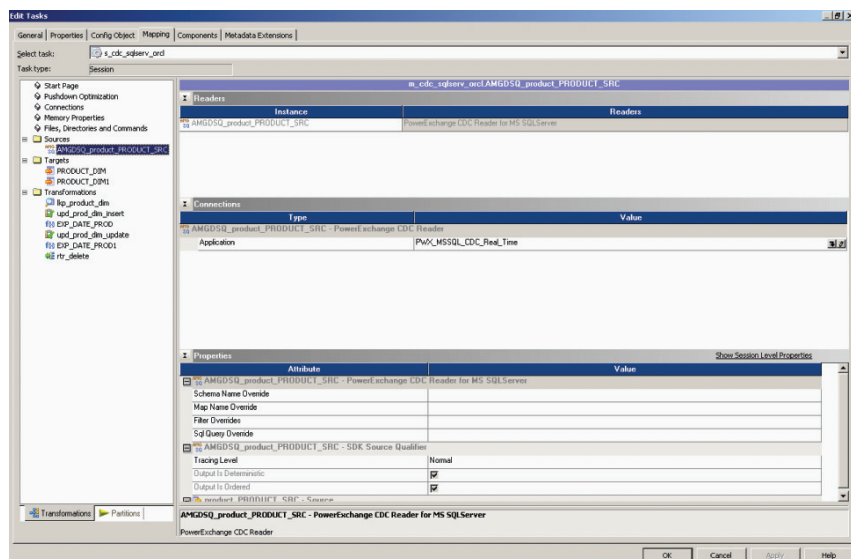 Edit Tasks
General | Properties | Config Object | Mapping | Components | Metadata Extensions
Select task: s_cdc_sqlserv_orcl
Task type: Session
Start Page
Pushdown Optimization
Connections
Memory Properties
Files, Directories and Commands
Sources
AMGDSQ_product_PRODUCT_SRC
Targets
PRODUCT_DIM
PRODUCT_DIM1
Transformations
lkp_product_dim
upd_prod_dim_insert
EXP_DATE_PROD
upd_prod_dim_update
EXP_DATE_PROD1
rtr_delete
Transformations Partitions
m_cdc_sqlserv_orcl.AMGDSQ_product_PRODUCT_SRC
Readers
Instance Readers
AMGDSQ_product_PRODUCT_SRC PowerExchange CDC Reader for MS SQLServer
Connections
Type Value
AMGDSQ_product_PRODUCT_SRC - PowerExchange CDC Reader
Application PWX_MSSQL_CDC_Real_Time
Properties Show Session Level Properties
Attribute Value
AMGDSQ_product_PRODUCT_SRC - PowerExchange CDC Reader for MS SQLServer
Schema Name Override
Map Name Override
Filter Overrides
Sql Query Override
AMGDSQ_product_PRODUCT_SRC - SDK Source Qualifier
Tracing Level Normal
Output Is Deterministic
Output Is Ordered
product_PRODUCT_SRC - Source
AMGDSQ_product_PRODUCT_SRC - PowerExchange CDC Reader for MS SQLServer
PowerExchange CDC Reader
OK Cancel Apply Help